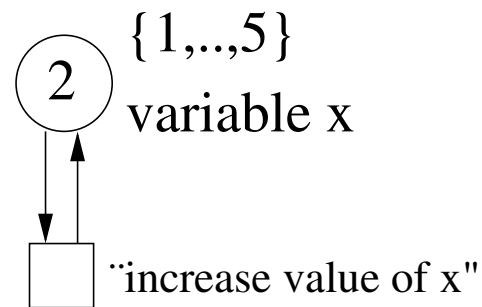 {1,..,5}
2
variable x
¨increase value of x"